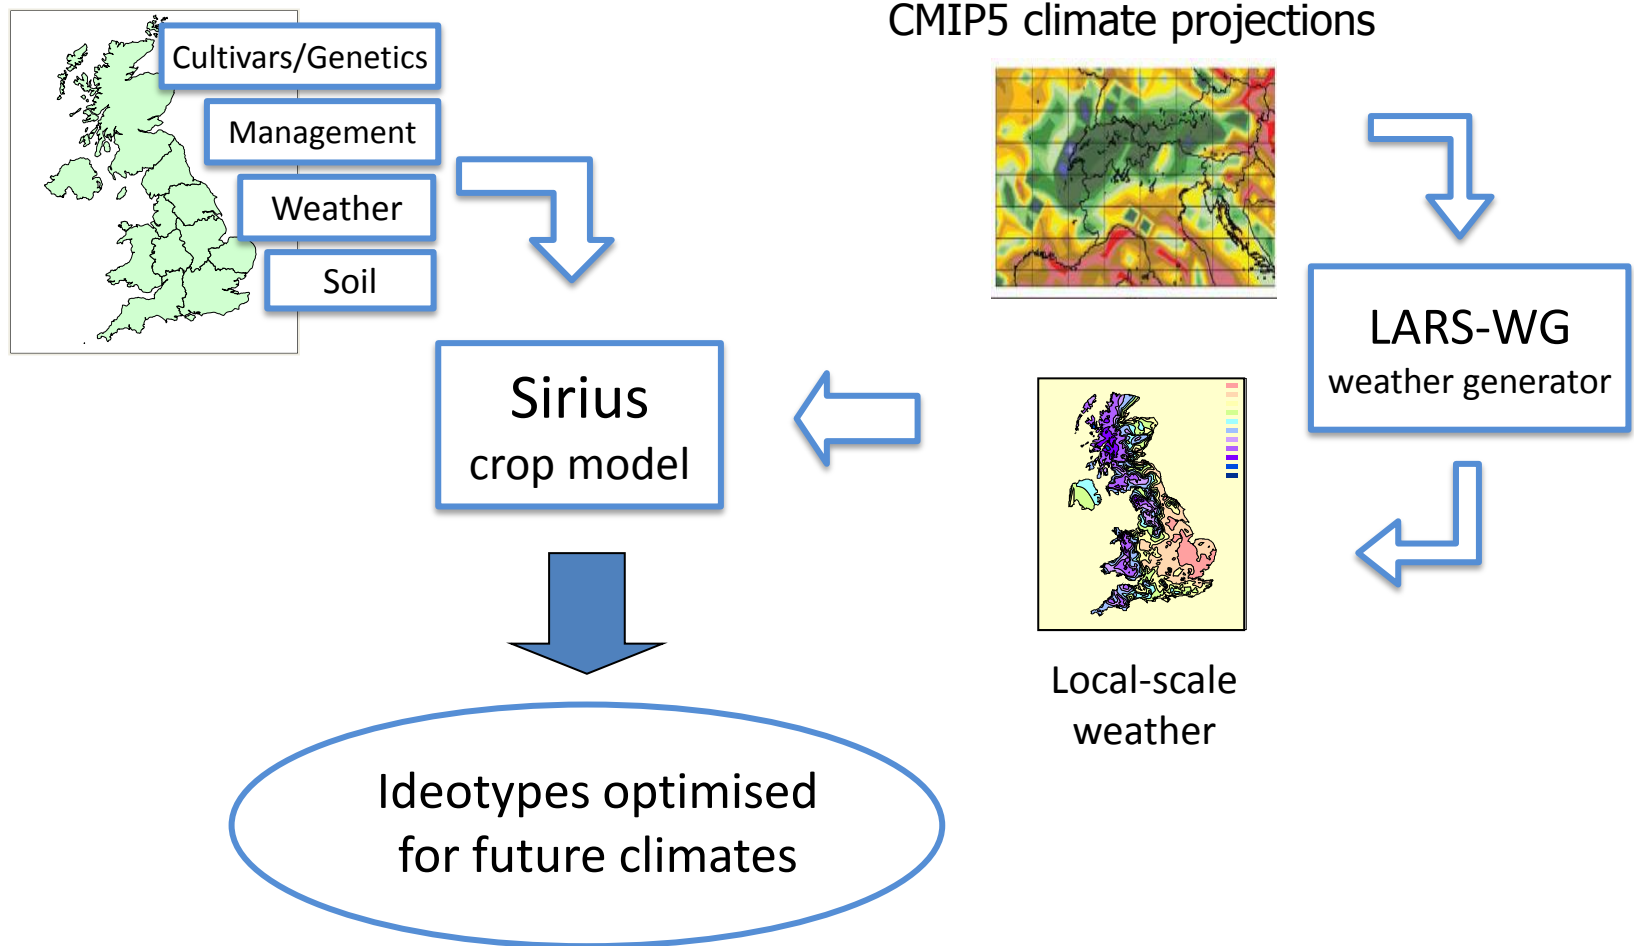 CMIP5 climate projections
Cultivars/Genetics
Management
Weather
Soil
LARS-WG
weather generator
Sirius
crop model
Local-scale
weather
Ideotypes optimised
for future climates